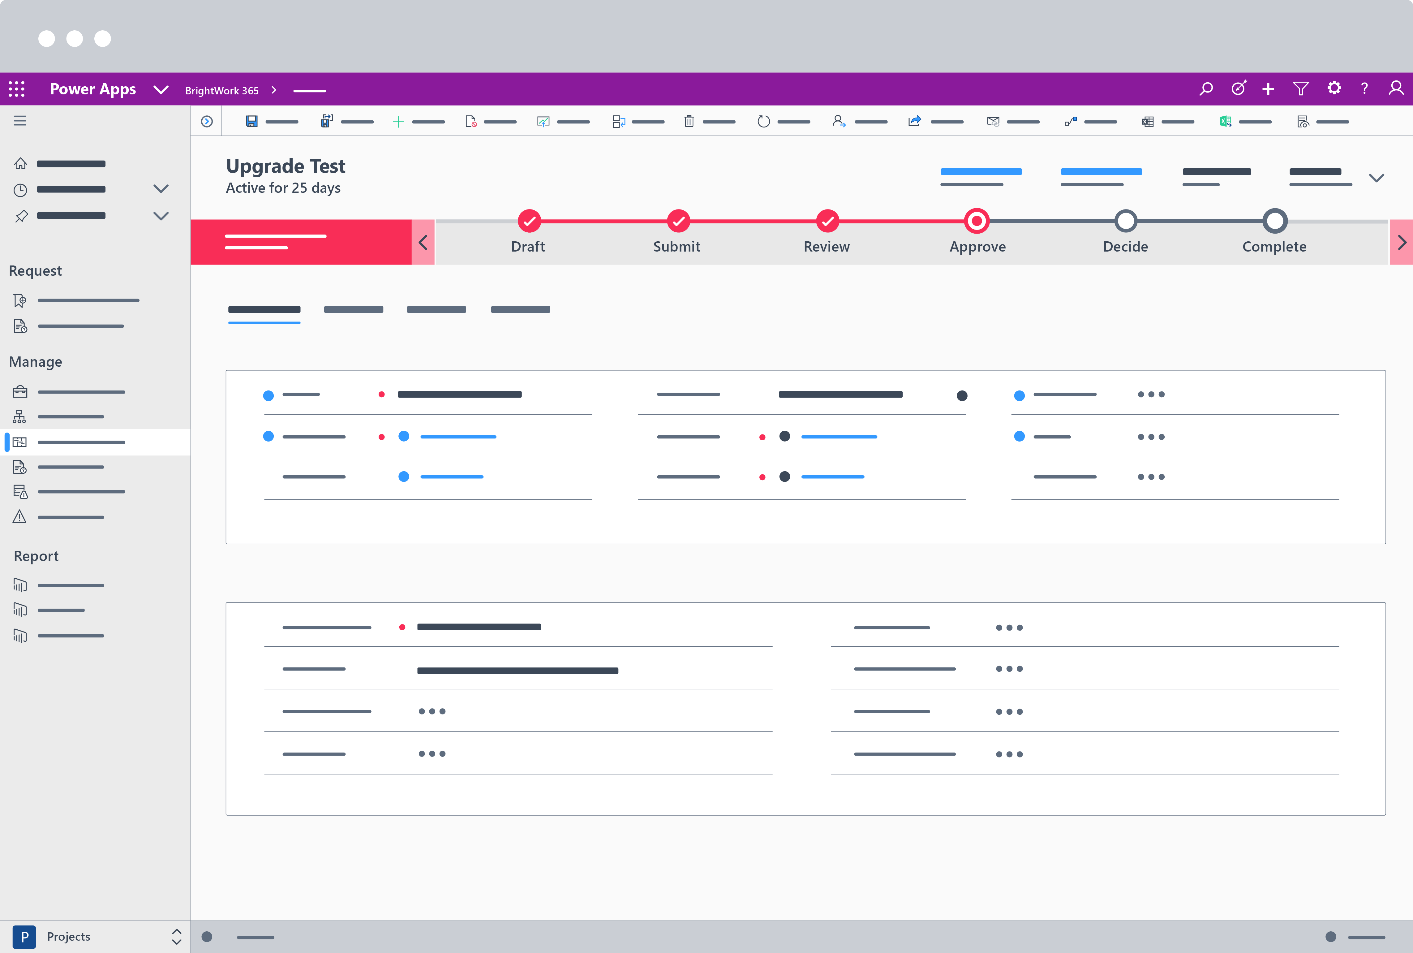 Power Apps
BrightWork 365
?
Upgrade Test
Active for 25 days
Draft
Submit
Review
Approve
Decide
Complete
Request
Manage
Report
P
Projects